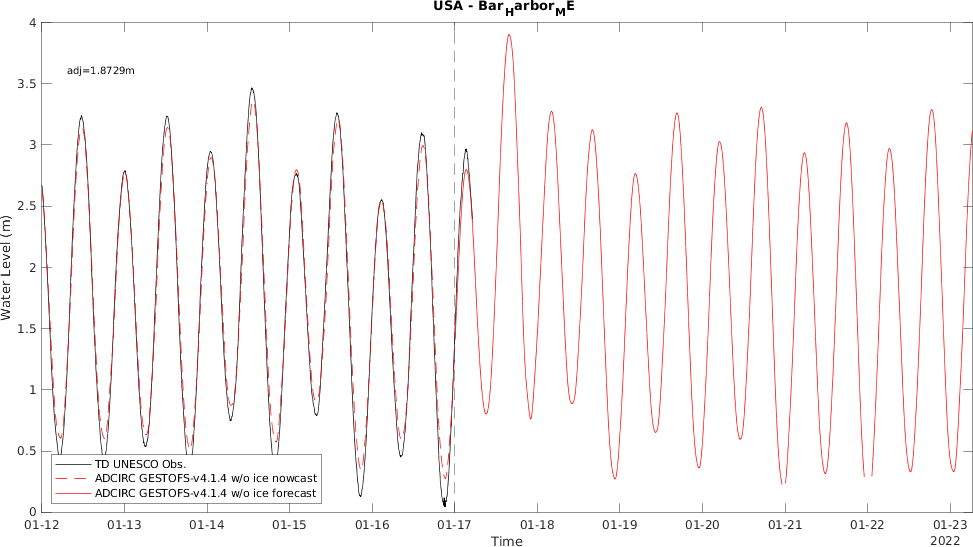 USA - Bar_Harbor_ME
4
adj=1.8729m
3.5
3
2.5
2
1.5
1
0.5
0
Water Level (m)
TD UNESCO Obs.
ADCIRC GESTOFS-v4.1.4 w/o ice nowcast
ADCIRC GESTOFS-v4.1.4 w/o ice forecast
01-12 01-13 01-14 01-15 01-16 01-17 01-18 01-19 01-20 01-21 01-22 01-23
Time 2022